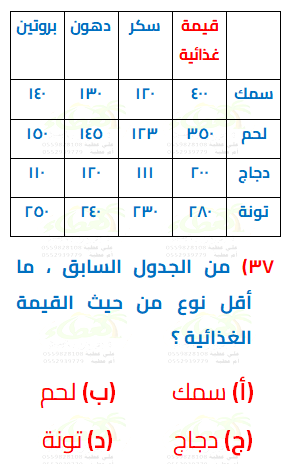 قيمة غذائية سكر دهون بروتين
سمك ٤٠٠ ١٢٠ ١٣٠ ١٤٠
لحم ٣٥٠ ١٢٣ ١٤٥ ١٥٠
دجاج ٢٠٠ ١١١ ١٢٠ ١١٠
تونة ٢٨٠ ٢٣٠ ٢٤٠ ٢٥٠
٣٧) من الجدول السابق ، ما
أقل نوع من حيث القيمة
الغذائية ؟
(أ) سمك (ب) لحم
(ج) دجاج (د) تونة